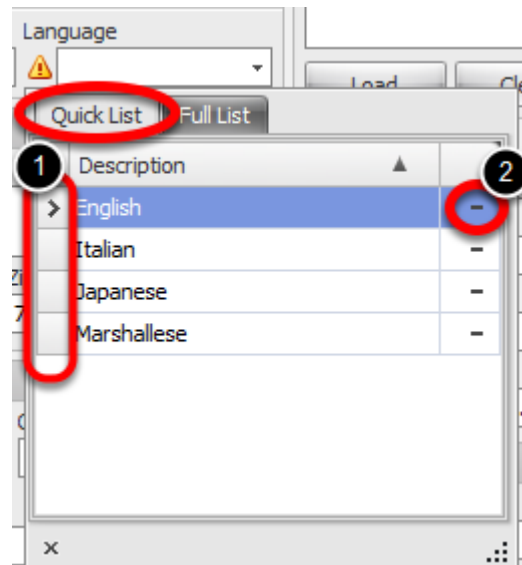 Language
Load
Quick List Full List
1 Description 2
English
Italian
Japanese
Marshallese